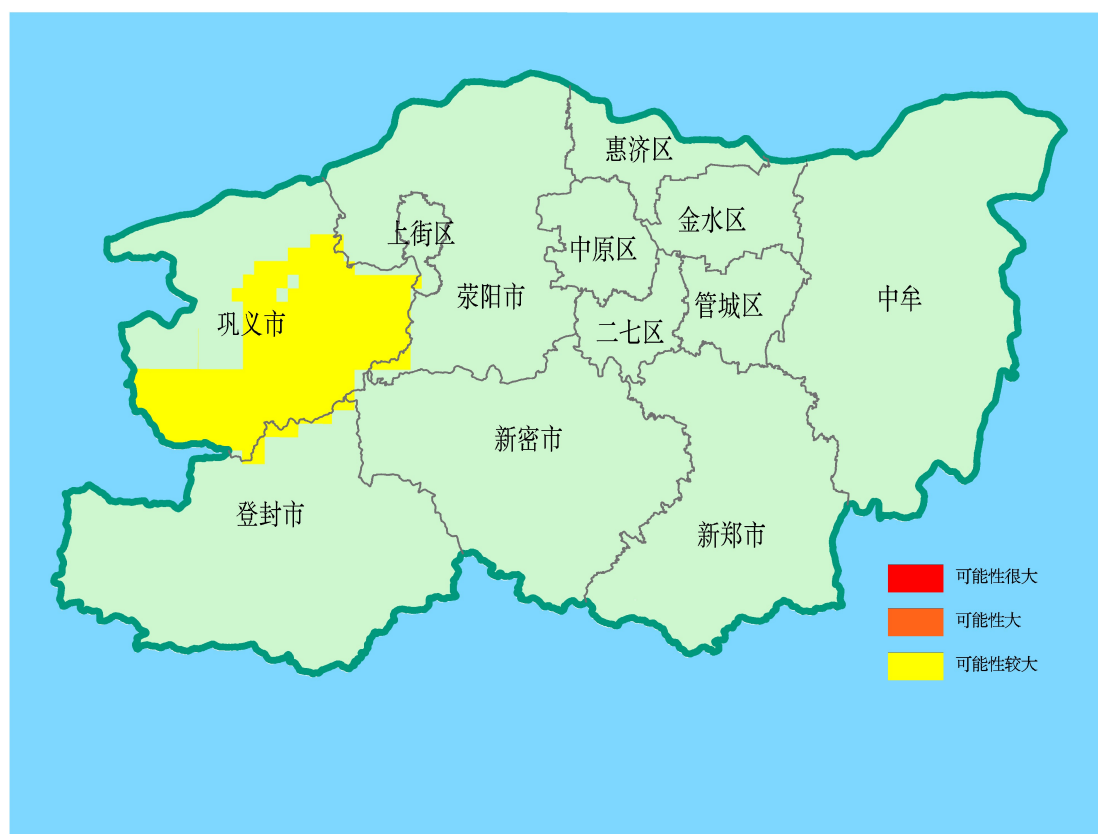 惠济区
金水区
上街区
中原区
荥阳市
管城区
中牟
巩义市
二七区
新密市
登封市
新郑市
可能性很大
可能性大
可能性较大